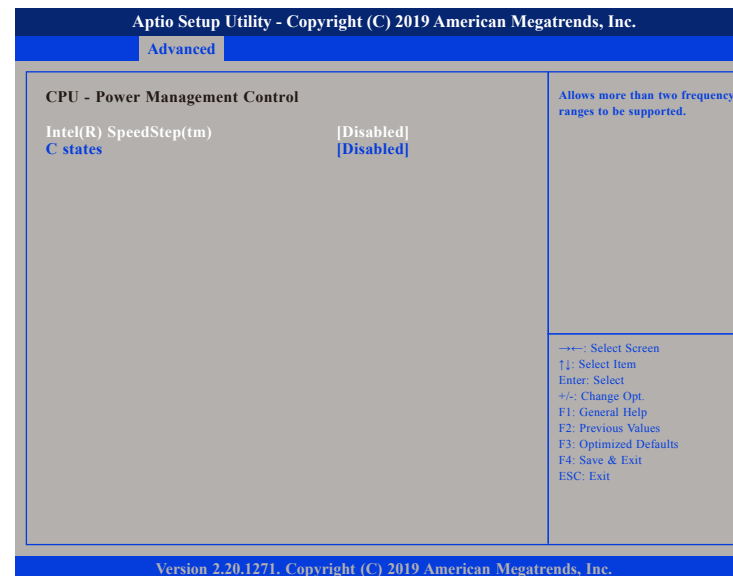 Aptio Setup Utility - Copyright (C) 2019 American Megatrends, Inc.
Advanced
CPU - Power Management Control
Intel(R) SpeedStep(tm) [Disabled]
C states [Disabled]
Allows more than two frequency
ranges to be supported.
→←: Select Screen
↑↓: Select Item
Enter: Select
+/-: Change Opt.
F1: General Help
F2: Previous Values
F3: Optimized Defaults
F4: Save & Exit
ESC: Exit
Version 2.20.1271. Copyright (C) 2019 American Megatrends, Inc.